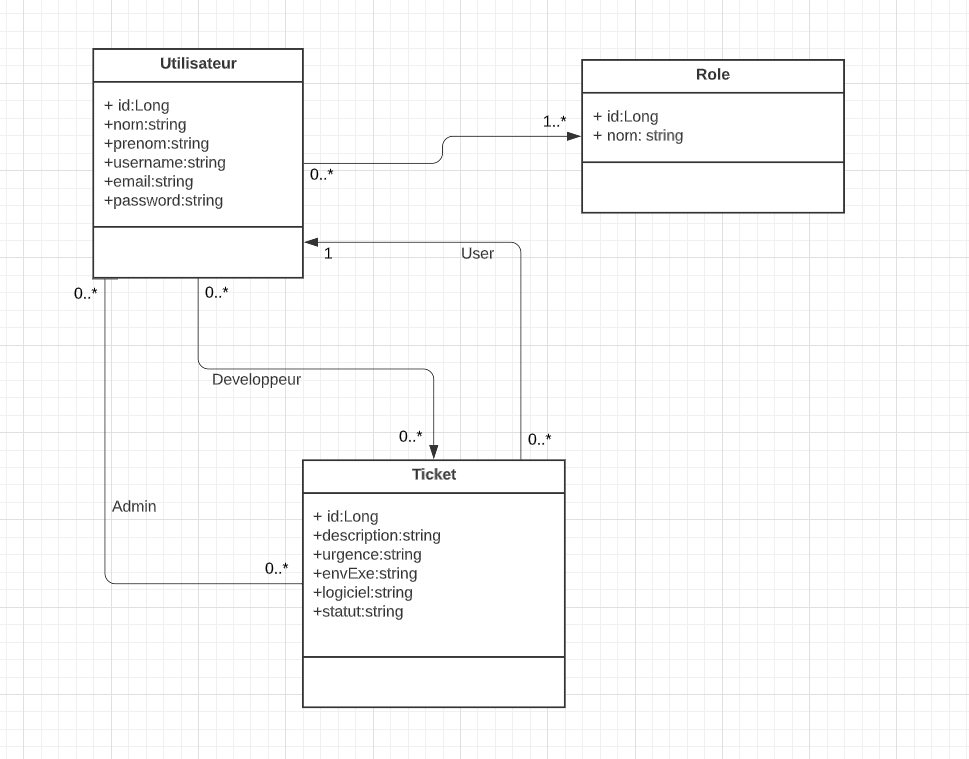 Utilisateur
+ id:Long
+nom:string
+prenom:string
+username:string
+email:string
+password:string
Role
+ id:Long
+ nom: string
1..*
0..*
1
User
0..*
0..*
Developpeur
0..*
0..*
Admin
0..*
Ticket
+ id:Long
+description:string
+urgence:string
+envExe:string
+logiciel:string
+statut:string